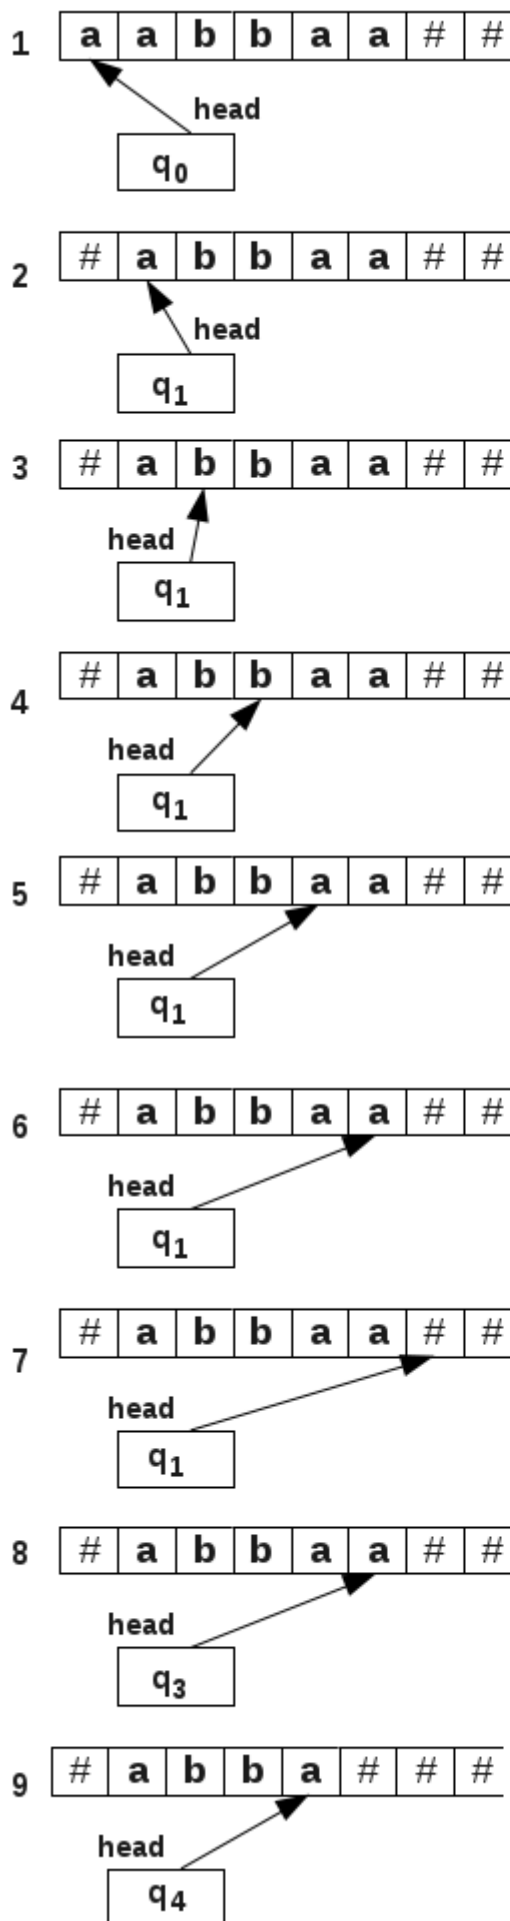 1 a a b b a a # #
head
q0
2 # a b b a a # #
head
q1
3 # a b b a a # #
head
q1
4 # a b b a a # #
head
q1
5 # a b b a a # #
head
q1
6 # a b b a a # #
head
q1
7 # a b b a a # #
head
q1
8 # a b b a a # #
head
q3
9 # a b b a # # #
head
q4